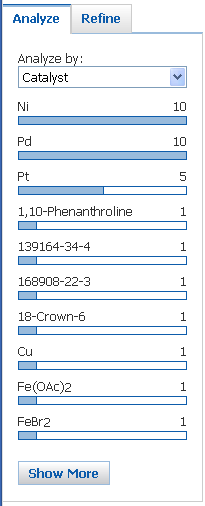 Analyze Refine
Analyze by:
Catalyst
Ni 10
Pd 10
Pt 5
1,10-Phenanthroline 1
139164-34-4 1
168908-22-3 1
18-Crown-6 1
Cu 1
Fe(OAc)2 1
FeBr2 1
Show More